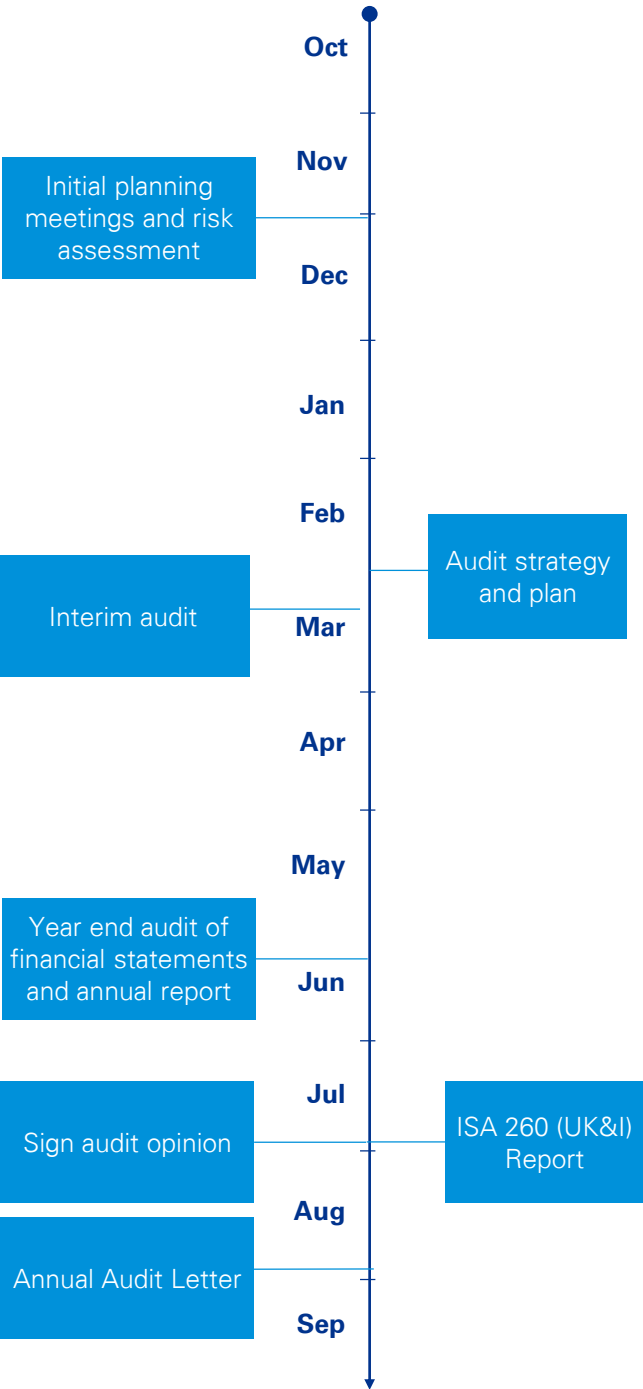 Oct
Nov
Initial planning
meetings and risk
assessment
Dec
Jan
Feb
Audit strategy
and plan
Interim audit
Mar
Apr
May
Year end audit of
financial statements
and annual report
Jun
Jul
Sign audit opinion
ISA 260 (UK&I)
Report
Aug
Annual Audit Letter
Sep